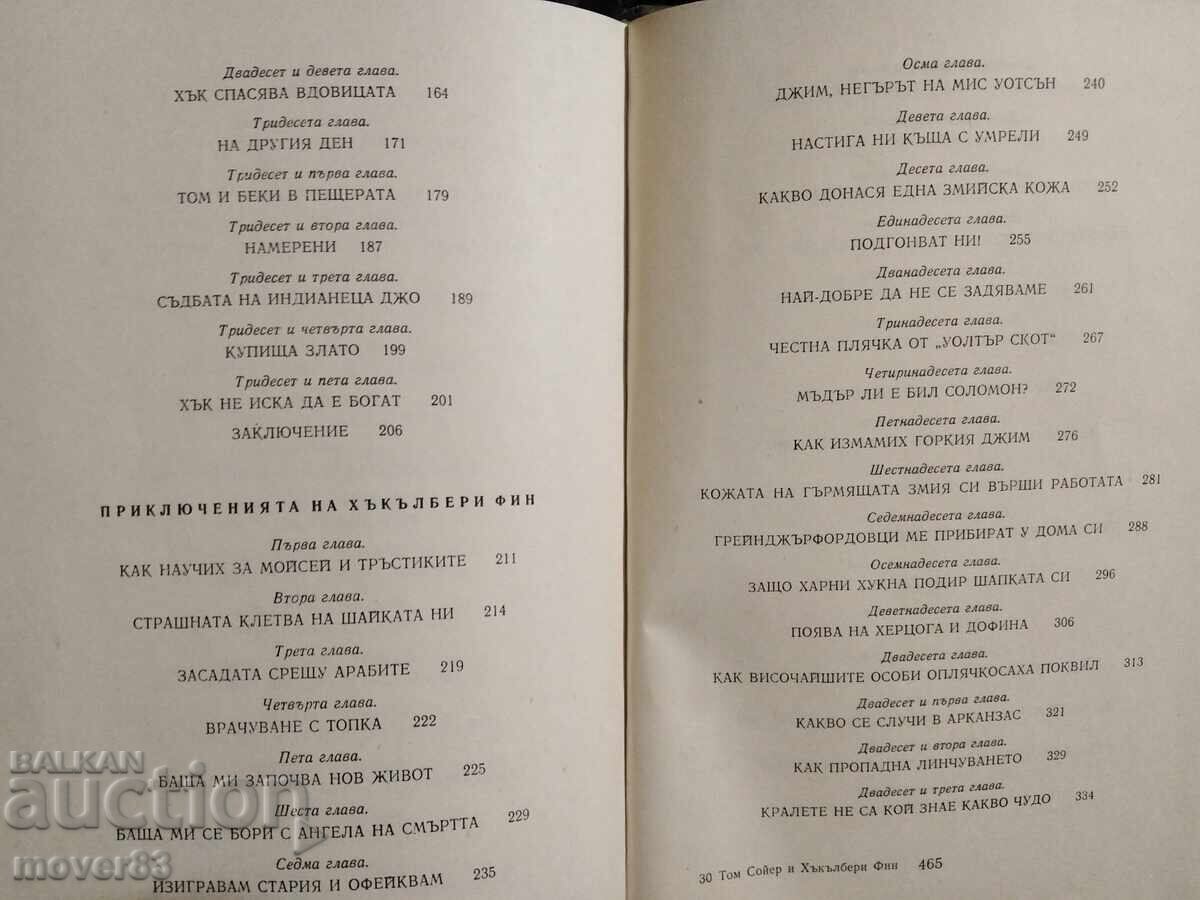 Двадесет и девета глава.
ХЪК СПАСЯВА ВДОВИЦАТА 164
Тридесета глава.
НА ДРУГИЯ ДЕН 171
Тридесет и първа глава.
ТОМ И БЕКИ В ПЕЩЕРАТА 179
Тридесет и втора глава.
НАМЕРЕНИ 187
Тридесет и трета глава.
СЪДБАТА НА ИНДИАНЕЦА ДЖО 189
Тридесет и четвърта глава.
КУПИЩА ЗЛАТО 199
Тридесет и пета глава.
ХЪК НЕ ИСКА ДА Е БОГАТ 201
ЗАКЛЮЧЕНИЕ 206
ПРИКЛЮЧЕНИЯТА НА ХЪКЪЛБЕРИ ФИН
Първа глава.
КАК НАУЧИХ ЗА МОЙСЕЙ И ТРЪСТИКИТЕ 211
Втора глава.
СТРАШНАТА КЛЕТВА НА ШАЙКАТА НИ 214
Трета глава.
ЗАСАДАТА СРЕЩУ АРАБИТЕ 219
Четвърта глава.
ВРАЧУВАНЕ С ТОПКА 222
Пета глава.
БАЩА МИ ЗАПОЧВА НОВ ЖИВОТ 225
Шеста глава.
БАЩА МИ СЕ БОРИ С АНГЕЛА НА СМЪРТТА 229
Седма глава.
ИЗИГРАВАМ СТАРИЯ И ОФЕЙКВАМ 235
Осма глава.
ДЖИМ, НЕГЪРЪТ НА МИС УОТСЪН 240
Девета глава.
НАСТИГА НИ КЪЩА С УМРЕЛИ 249
Десета глава.
КАКВО ДОНАСЯ ЕДНА ЗМИЙСКА КОЖА 252
Единадесета глава.
ПОДГОНВАТ НИ! 255
Дванадесета глава.
НАЙ-ДОБРЕ ДА НЕ СЕ ЗАДЯВАМЕ 261
Тринадесета глава.
ЧЕСТНА ПЛЯЧКА ОТ „УОЛТЪР СКОТ“ 267
Четиринадесета глава.
МЪДЪР ЛИ Е БИЛ СОЛОМОН? 272
Петнадесета глава.
КАК ИЗМАМИХ ГОРКИЯ ДЖИМ 276
Шестнадесета глава.
КОЖАТА НА ГЪРМЯЩАТА ЗМИЯ СИ ВЪРШИ РАБОТАТА 281
Седемнадесета глава.
ГРЕЙНДЖЪРФОРДОВЦИ МЕ ПРИБИРАТ У ДОМА СИ 288
Осемнадесета глава.
ЗАЩО ХАРНИ ХУКНА ПОДИР ШАПКАТА СИ 296
Деветнадесета глава.
ПОЯВА НА ХЕРЦОГА И ДОФИНА 306
Двадесета глава.
КАК ВИСОЧАЙШИТЕ ОСОБИ ОПЛЯЧКОСАХА ПОКВИЛ 313
Двадесет и първа глава.
КАКВО СЕ СЛУЧИ В АРКАНЗАС 321
Двадесет и втора глава.
КАК ПРОПАДНА ЛИНЧУВАНЕТО 329
Двадесет и трета глава.
КРАЛЕТЕ НЕ СА КОЙ ЗНАЕ КАКВО ЧУДО 334
30 Том Сойер и Хъкълбери Фин 465
BALKAN
auction
mover83